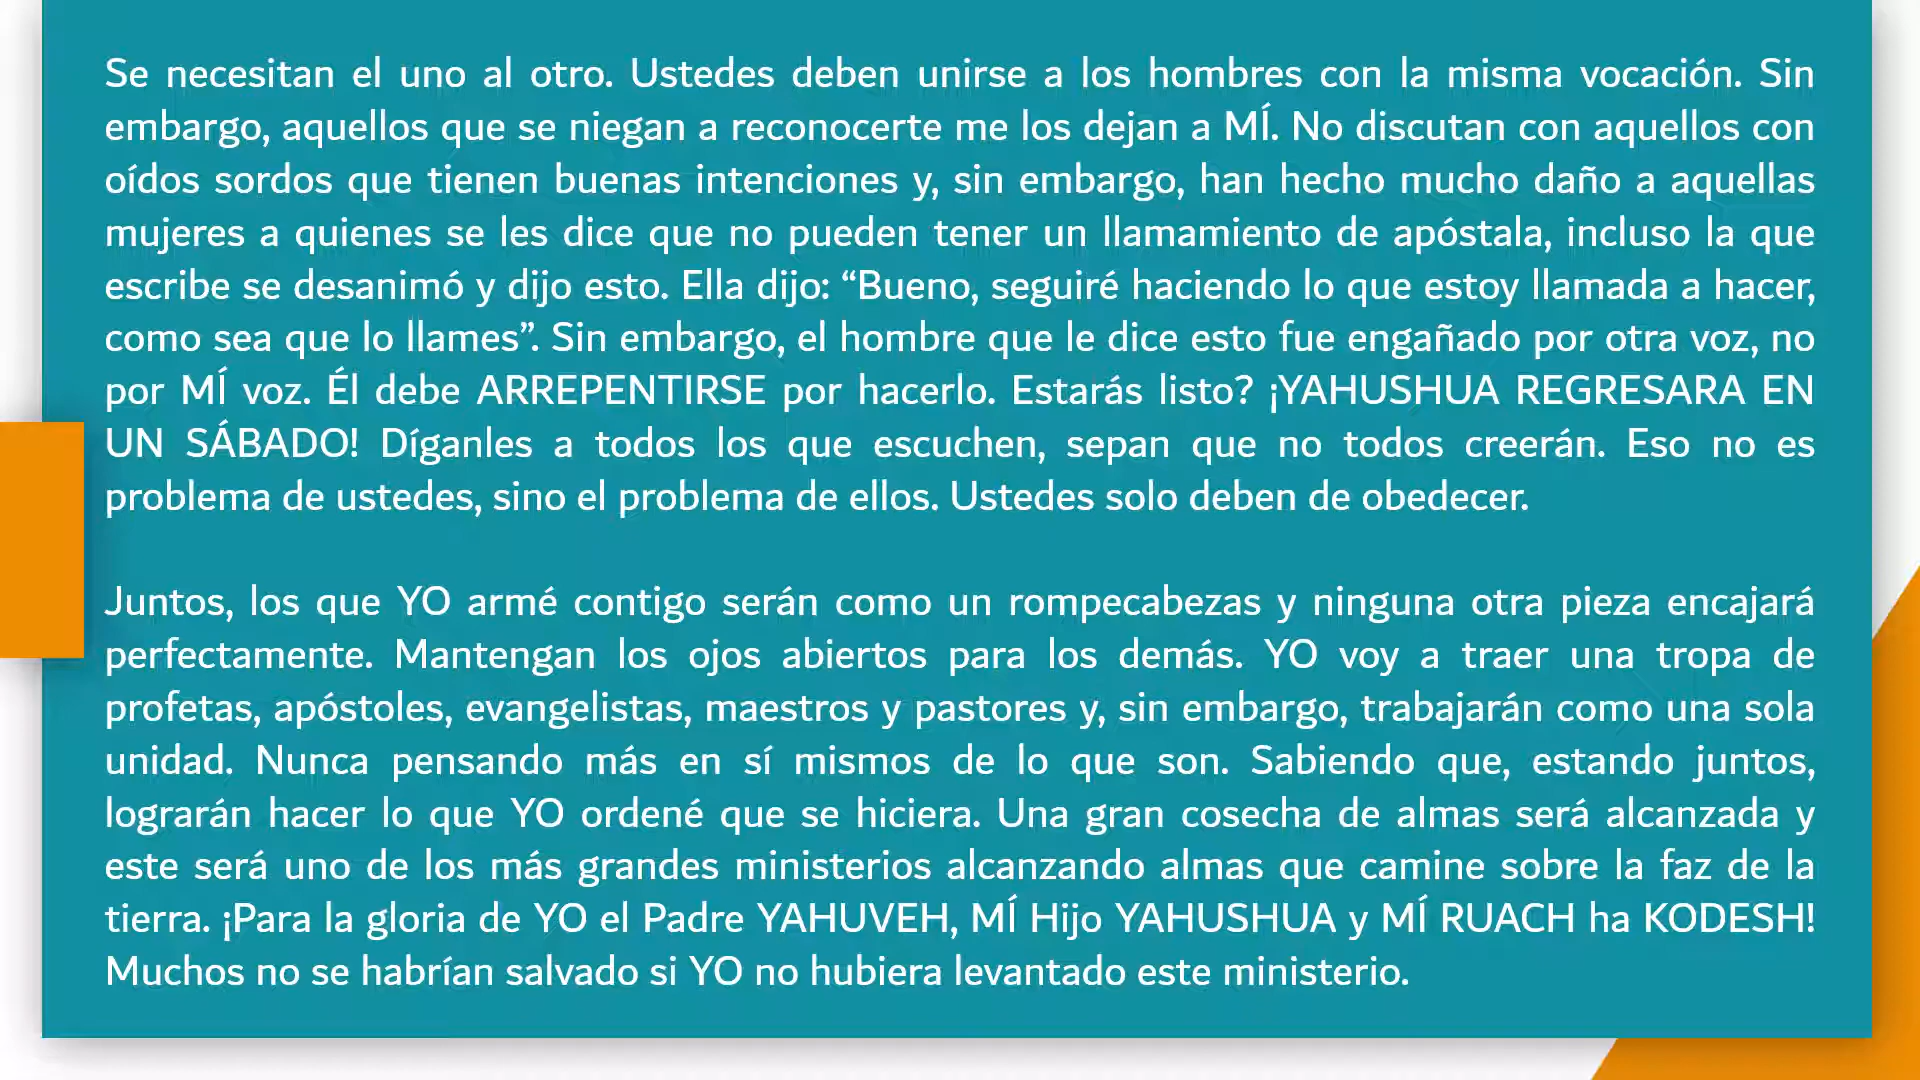 Se necesitan el uno al otro. Ustedes deben unirse a los hombres con la misma vocación. Sin
embargo, aquellos que se niegan a reconocerte me los dejan a MÍ. No discutan con aquellos con
oídos sordos que tienen buenas intenciones y, sin embargo, han hecho mucho daño a aquellas
mujeres a quienes se les dice que no pueden tener un llamamiento de apóstala, incluso la que
escribe se desanimó y dijo esto. Ella dijo: “Bueno, seguiré haciendo lo que estoy llamada a hacer,
como sea que lo llames”. Sin embargo, el hombre que le dice esto fue engañado por otra voz, no
por MÍ voz. Él debe ARREPENTIRSE por hacerlo. Estarás listo? ¡YAHUSHUA REGRESARA EN
UN SÁBADO! Díganles a todos los que escuchen, sepan que no todos creerán. Eso no es
problema de ustedes, sino el problema de ellos. Ustedes solo deben de obedecer.
Juntos, los que YO armé contigo serán como un rompecabezas y ninguna otra pieza encajará
perfectamente. Mantengan los ojos abiertos para los demás. YO voy a traer una tropa de
profetas, apóstoles, evangelistas, maestros y pastores y, sin embargo, trabajarán como una sola
unidad. Nunca pensando más en sí mismos de lo que son. Sabiendo que, estando juntos,
lograrán hacer lo que YO ordené que se hiciera. Una gran cosecha de almas será alcanzada y
este será uno de los más grandes ministerios alcanzando almas que camine sobre la faz de la
tierra. ¡Para la gloria de YO el Padre YAHUVEH, MÍ Hijo YAHUSHUA y MÍ RUACH ha KODESH!
Muchos no se habrían salvado si YO no hubiera levantado este ministerio.